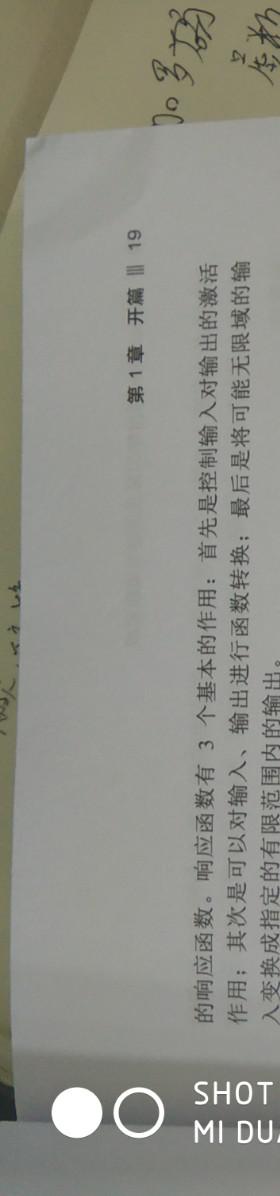 第1章 开篇 19
的响应函数。响应函数有 3 个基本的作用：首先是控制输入对输出的激活
作用；其次是可以对输入、输出进行函数转换；最后是将可能无限域的输
入变换成指定的有限范围内的输出。
SHOT
MI DUA